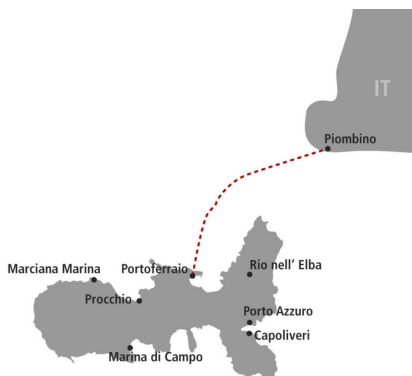 IT
Piombino
Marciana Marina
Portoferraio
Rio nell' Elba
Procchio
Porto Azzuro
Capoliveri
Marina di Campo